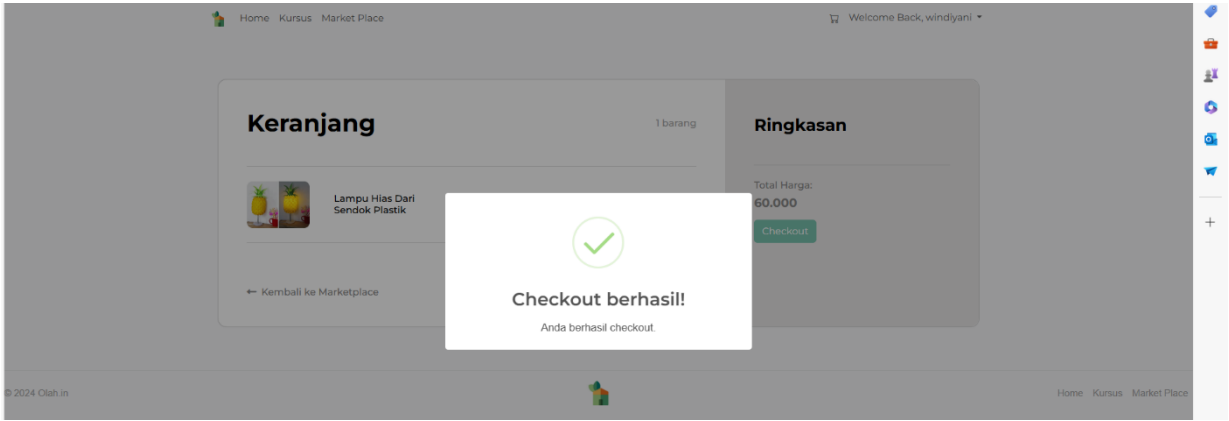 Home Kursus Market Place
Welcome Back, windiyani
Keranjang
1 barang
Ringkasan
Lampu Hias Dari
Sendok Plastik
Total Harga:
60.000
Checkout
← Kembali ke Marketplace
Checkout berhasil!
Anda berhasil checkout.
© 2024 Olah.in
Home Kursus Market Place